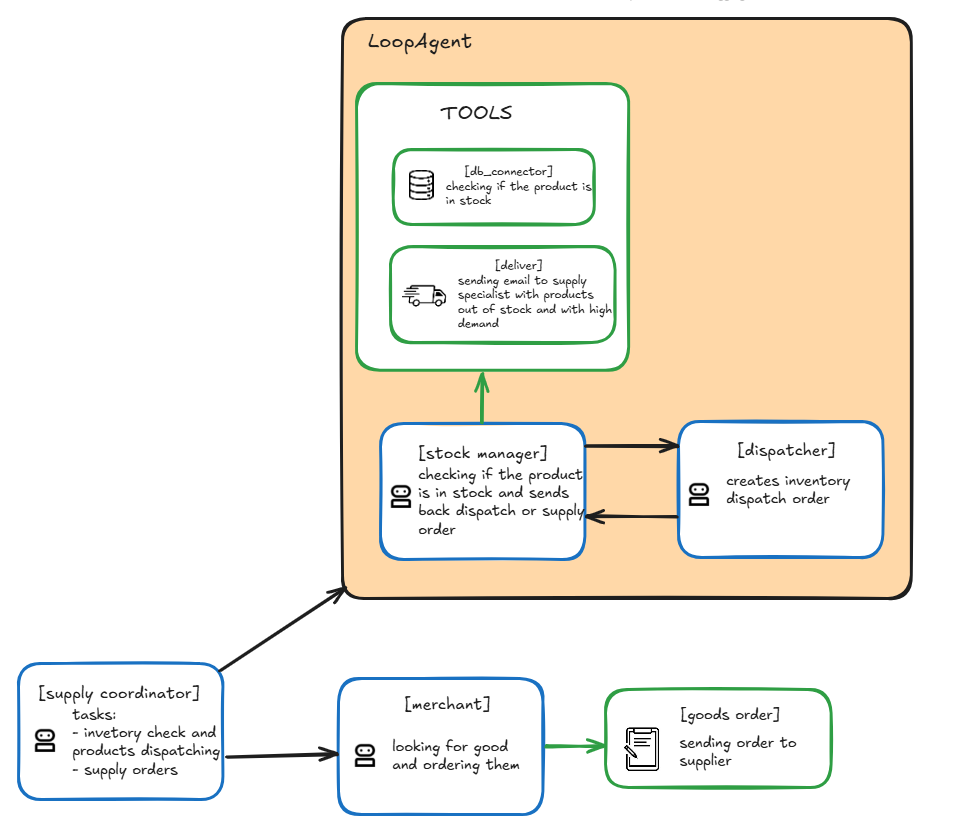 LoopAgent
TOOLS
[db_connector]
checking if the product is
in stock
[deliver]
sending email to supply
specialist with products
out of stock and with high
demand
[stock manager]
checking if the product
is in stock and sends
back dispatch or supply
order
[dispatcher]
creates inventory
dispatch order
[supply coordinator]
tasks:
- invetory check and
products dispatching
- supply orders
[merchant]
looking for good
and ordering them
[goods order]
sending order to
supplier